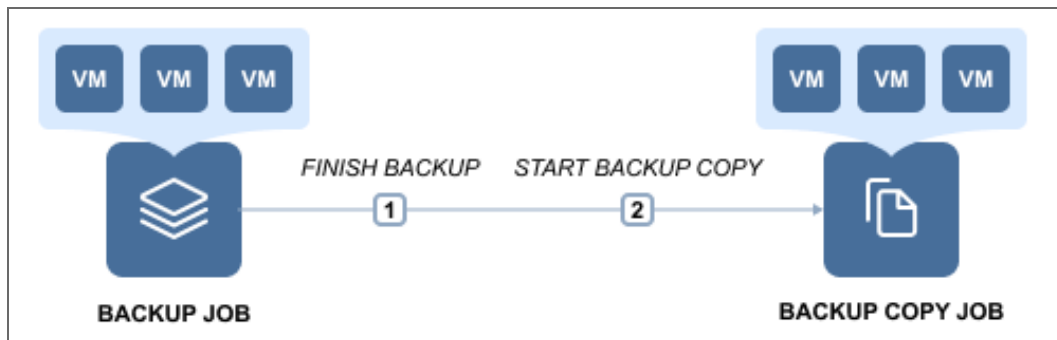 VM VM VM VM VM VM
FINISH BACKUP START BACKUP COPY
1 2
BACKUP JOB BACKUP COPY JOB